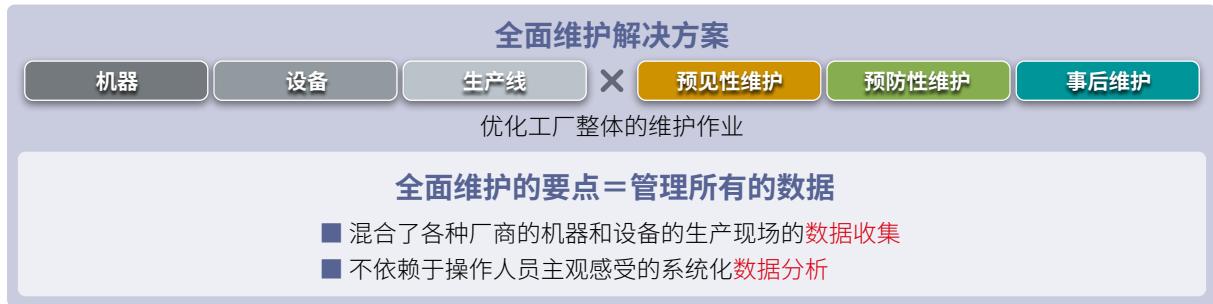 全面维护解决方案
机器 设备 生产线 × 预见性维护 预防性维护 事后维护
优化工厂整体的维护作业
全面维护的要点＝管理所有的数据
■ 混合了各种厂商的机器和设备的生产现场的数据收集
■ 不依赖于操作人员主观感受的系统化数据分析